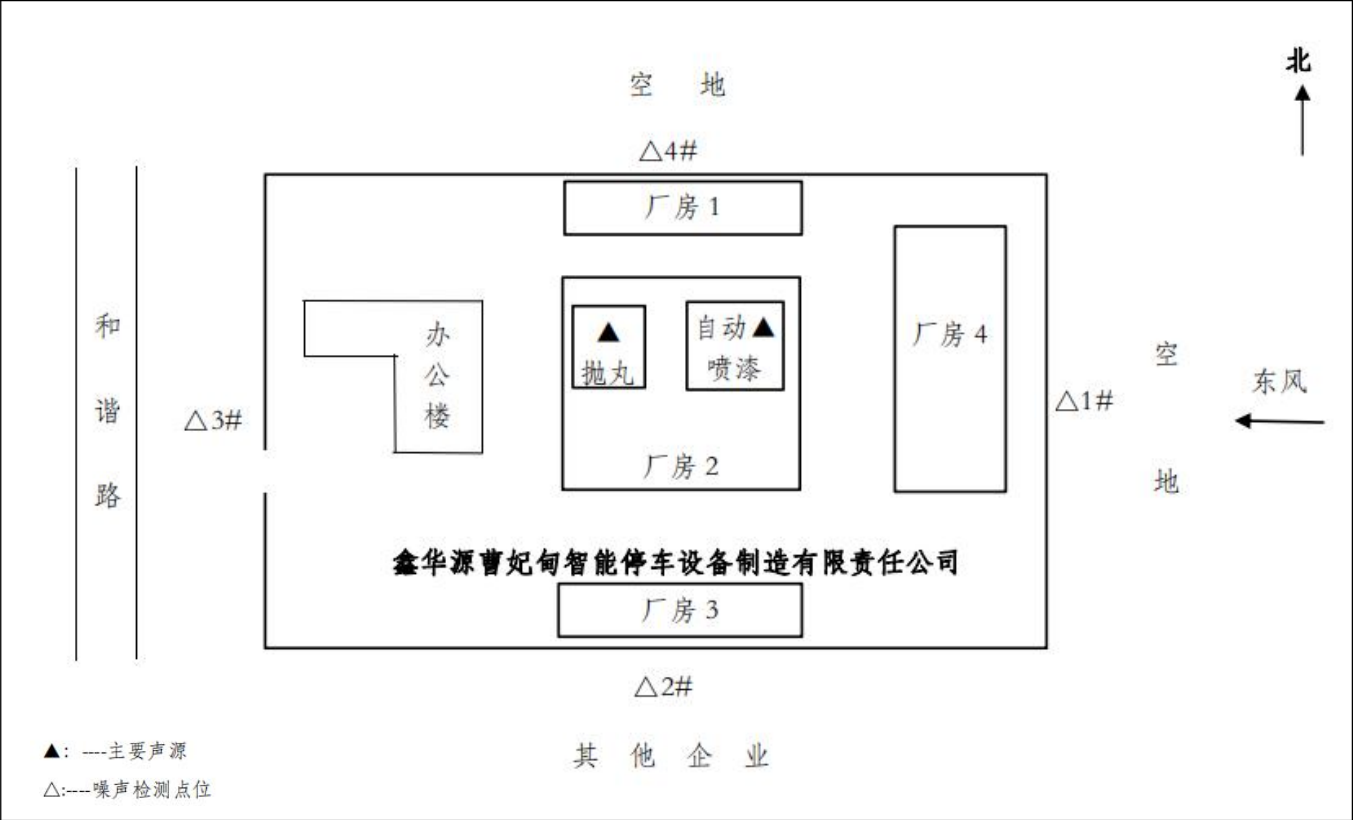 北
空 地
△4#
厂房 1
和谐路
办公楼
▲
抛丸
自动▲
喷漆
厂房 4
空地
东风
△3#
△1#
厂房 2
鑫华源曹妃甸智能停车设备制造有限责任公司
厂房 3
△2#
其 他 企 业
▲：----主要声源
△:----噪声检测点位